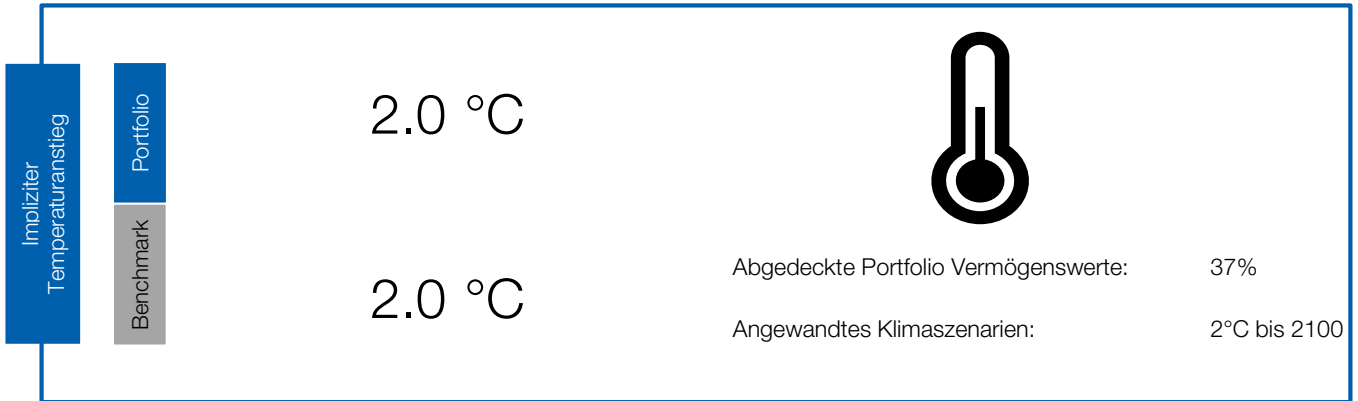 Impliziter
Temperaturanstieg
Portfolio
2.0 °C
Benchmark
2.0 °C
Abgedeckte Portfolio Vermögenswerte: 37%
Angewandtes Klimaszenarien: 2°C bis 2100